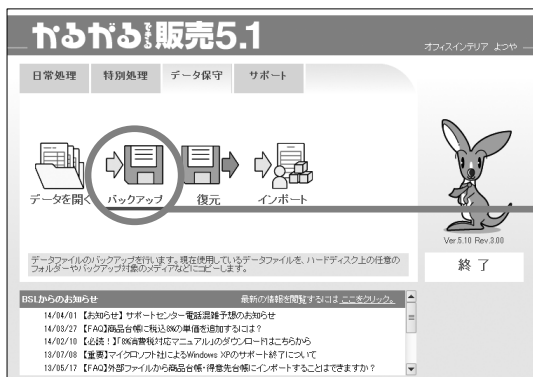 かるがるできる販売5.1
オフィスインテリア よつや
日常処理 特別処理 データ保守 サポート
データを開く バックアップ 復元 インポート
Ver.5.10 Rev.3.00
データファイルのバックアップを行います。現在使用しているデータファイルを、ハードディスク上の任意の
フォルダーやバックアップ対象のメディアなどにコピーします。
終了
BSLからのお知らせ 最新の情報を閲覧するには ここをクリック。
14/04/01 【お知らせ】サポートセンター電話混雑予想のお知らせ
14/03/27 【FAQ】商品台帳に税込8%の単価を追加するには？
14/02/10 【必読！】「8%消費税対応マニュアル」のダウンロードはこちらから
13/07/08 【重要】マイクロソフト社によるWindows XPのサポート終了について
13/05/17 【FAQ】外部ファイルから商品台帳・得意先台帳にインポートすることはできますか？